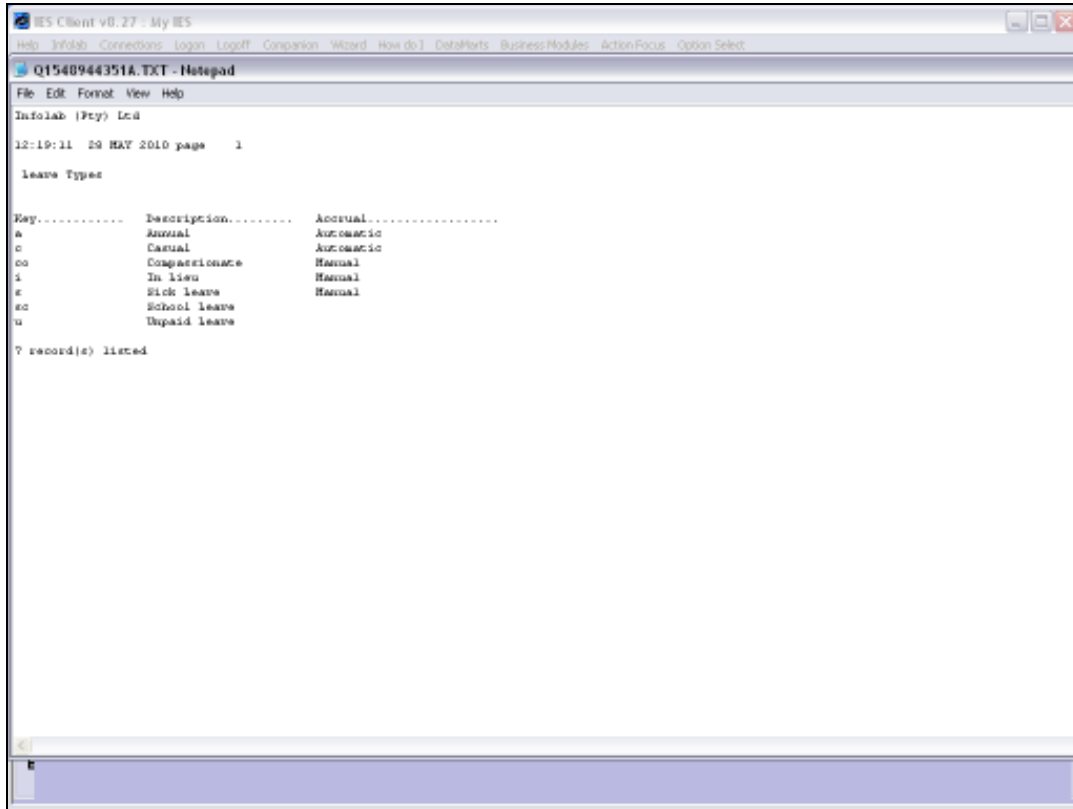 IES Client v8.27 : My IES
Help Infolab Connections Logon Logoff Companion Wizard How do I DataMarts Business Modules Action Focus Option Select
Q1548944351A.TXT - Notepad
File Edit Format View Help
Infolab (Pty) Ltd
12:19:11 28 MAY 2010 page 1
leave Types
Key............ Description......... Accrual..................
a Annual Automatic
c Casual Automatic
co Compassionate Manual
i In lieu Manual
s Sick leave Manual
sc School leave
u Unpaid leave
7 record(s) listed